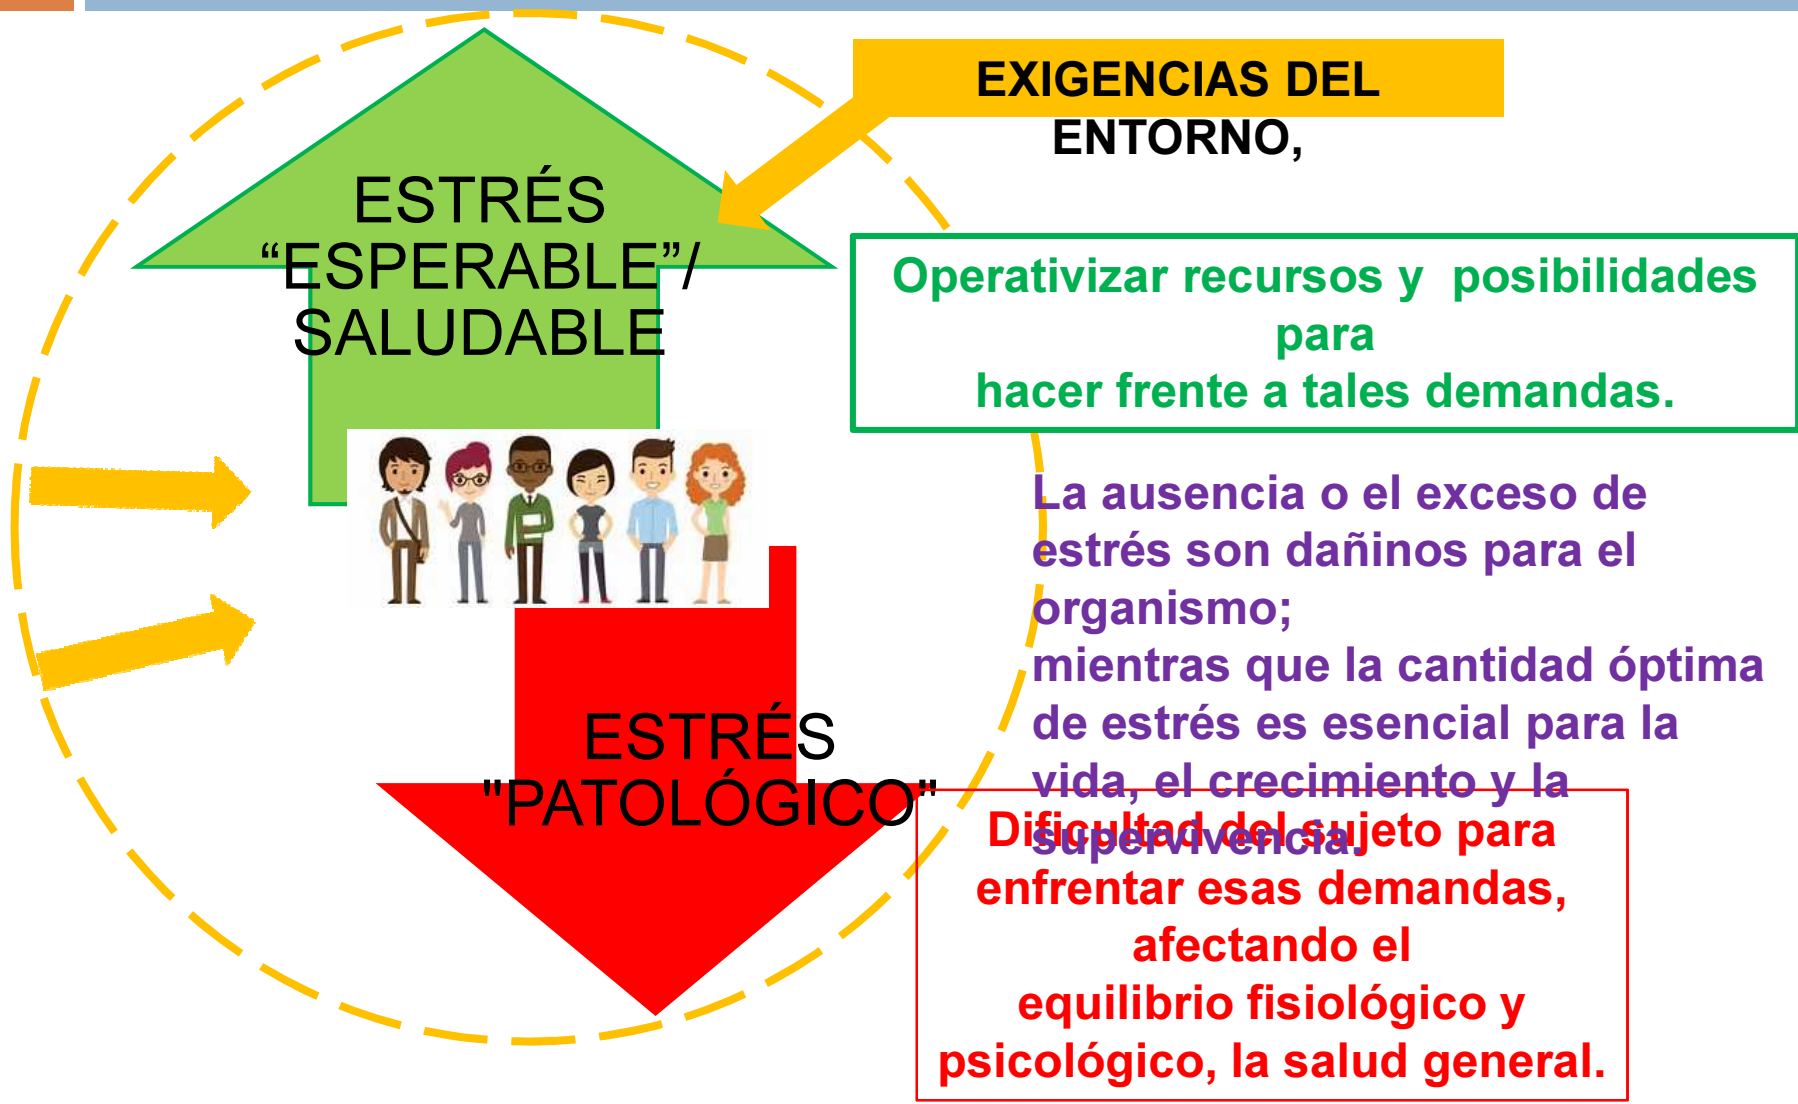 EXIGENCIAS DEL
ENTORNO,
ESTRÉS
“ESPERABLE”/
SALUDABLE
Operativizar recursos y  posibilidades
para
hacer frente a tales demandas.
La ausencia o el exceso de
estrés son dañinos para el
organismo;
mientras que la cantidad óptima
de estrés es esencial para la
vida, el crecimiento y la
supervivencia.
ESTRÉS
"PATOLÓGICO"
Dificultad del sujeto para
enfrentar esas demandas,
afectando el
equilibrio fisiológico y
psicológico, la salud general.